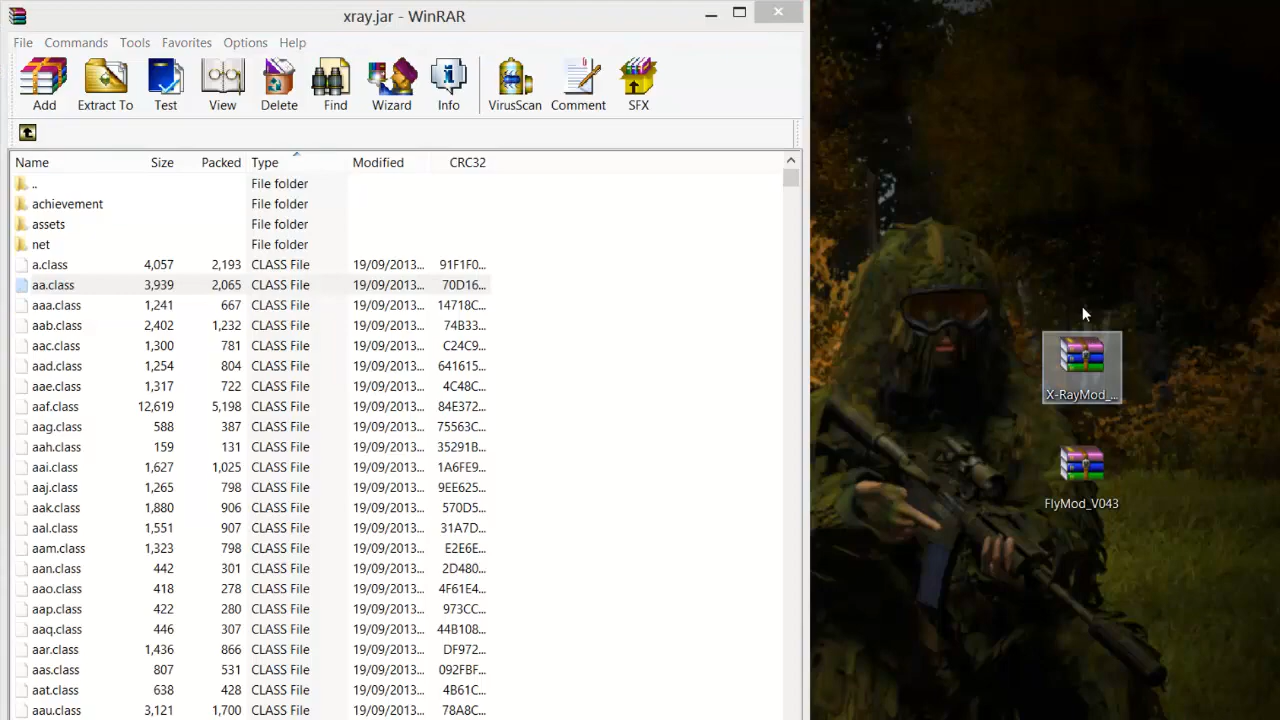 xray.jar - WinRAR
File Commands Tools Favorites Options Help
Add Extract To Test View Delete Find Wizard Info VirusScan Comment SFX
Name Size Packed Type Modified CRC32
.. File folder
achievement File folder
assets File folder
net File folder
a.class 4,057 2,193 CLASS File 19/09/2013... 91F1F0...
aa.class 3,939 2,065 CLASS File 19/09/2013... 70D16...
aaa.class 1,241 667 CLASS File 19/09/2013... 14718C...
aab.class 2,402 1,232 CLASS File 19/09/2013... 74B33...
aac.class 1,300 781 CLASS File 19/09/2013... C24C9...
aad.class 1,254 804 CLASS File 19/09/2013... 641615...
aae.class 1,317 722 CLASS File 19/09/2013... 4C48C...
aaf.class 12,619 5,198 CLASS File 19/09/2013... 84E372...
aag.class 588 387 CLASS File 19/09/2013... 75563C...
aah.class 159 131 CLASS File 19/09/2013... 35291B...
aai.class 1,627 1,025 CLASS File 19/09/2013... 1A6FE9...
aaj.class 1,265 798 CLASS File 19/09/2013... 9EE625...
aak.class 1,880 906 CLASS File 19/09/2013... 570D5...
aal.class 1,551 907 CLASS File 19/09/2013... 31A7D...
aam.class 1,323 798 CLASS File 19/09/2013... E2E6E...
aan.class 442 301 CLASS File 19/09/2013... 2D480...
aao.class 418 278 CLASS File 19/09/2013... 4F61E4...
aap.class 422 280 CLASS File 19/09/2013... 973CC...
aaq.class 446 307 CLASS File 19/09/2013... 44B108...
aar.class 1,436 866 CLASS File 19/09/2013... DF972...
aas.class 807 531 CLASS File 19/09/2013... 092FBF...
aat.class 638 428 CLASS File 19/09/2013... 4B61C...
aau.class 3,121 1,700 CLASS File 19/09/2013... 78A8C...
X-RayMod_...
FlyMod_V043